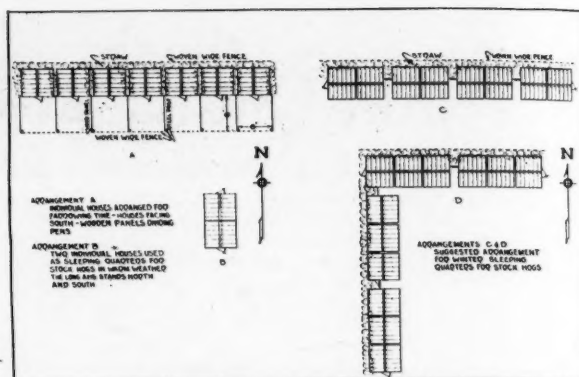 STRAW
WOVEN WIRE FENCE
WOVEN WIRE FENCE
A
STRAW
WOVEN WIRE FENCE
C
N
N
D
B
ARRANGEMENT A
INDIVIDUAL HOUSES ARRANGED FOR
FARROWING TIME - HOUSES FACING
SOUTH - WOODEN PANELS DIVIDING
PENS
ARRANGEMENT B
TWO INDIVIDUAL HOUSES USED
AS SLEEPING QUARTERS FOR
STOCK HOGS IN WARM WEATHER
THE LONG AXIS STANDS NORTH
AND SOUTH
ARRANGEMENTS C & D
SUGGESTED ARRANGEMENT
FOR WINTER SLEEPING
QUARTERS FOR STOCK HOGS